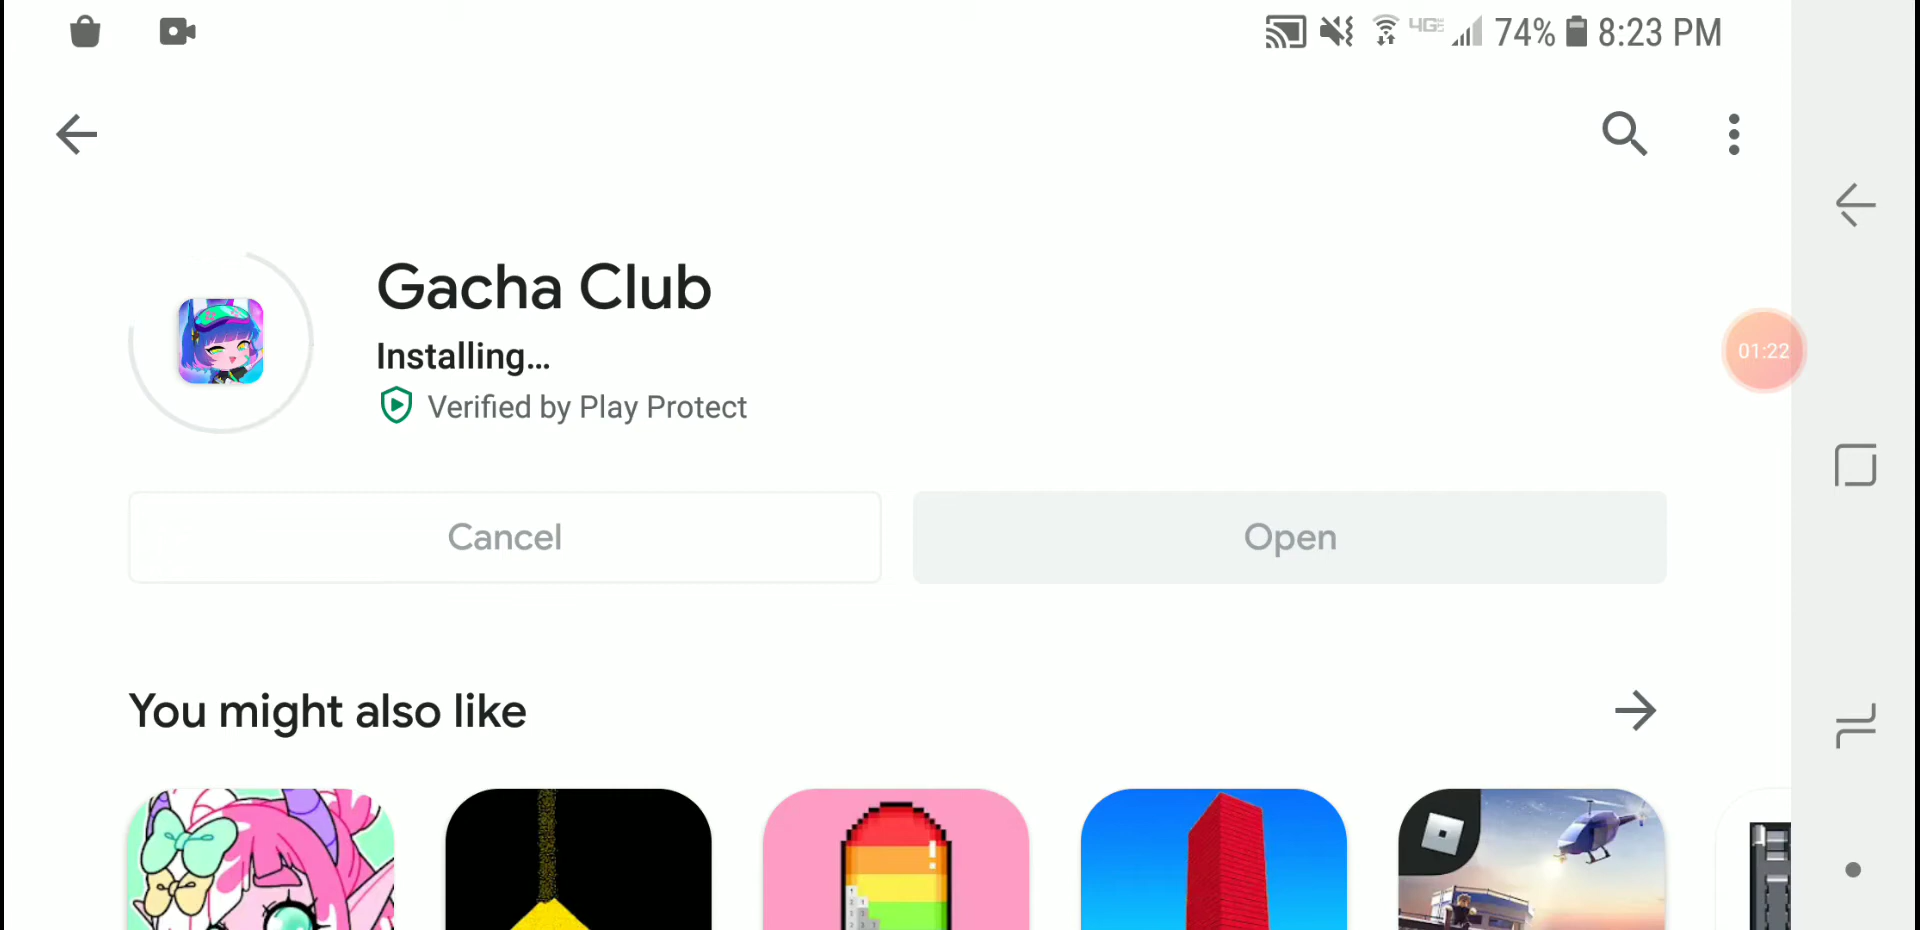 4GE 74% 8:23 PM
Gacha Club
Installing...
Verified by Play Protect
01:22
Cancel
Open
You might also like